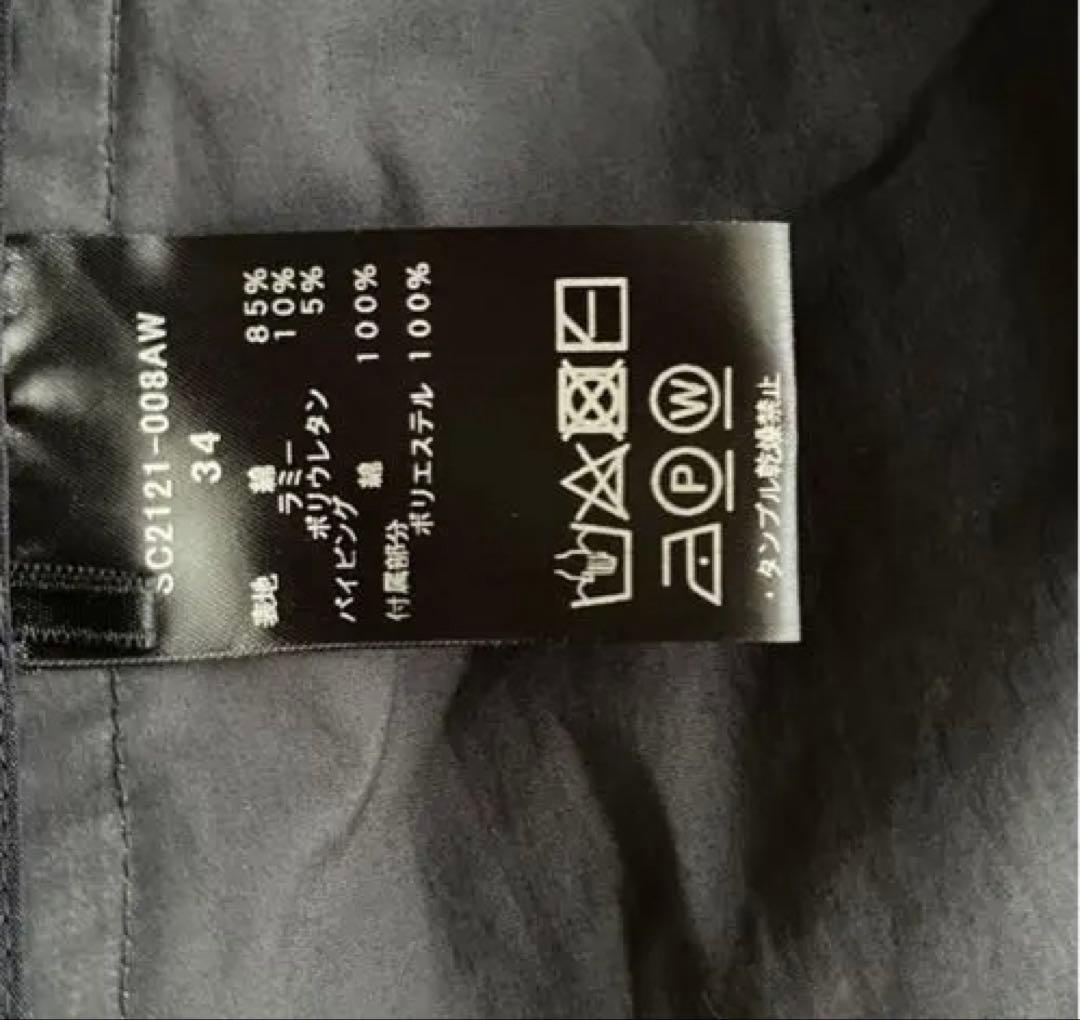 SC2121-008AW
34
表地 綿 85%
ラミー 10%
ポリウレタン 5%
パイピング 綿 100%
付属部分
ポリエステル 100%
P W
・タンブル乾燥禁止